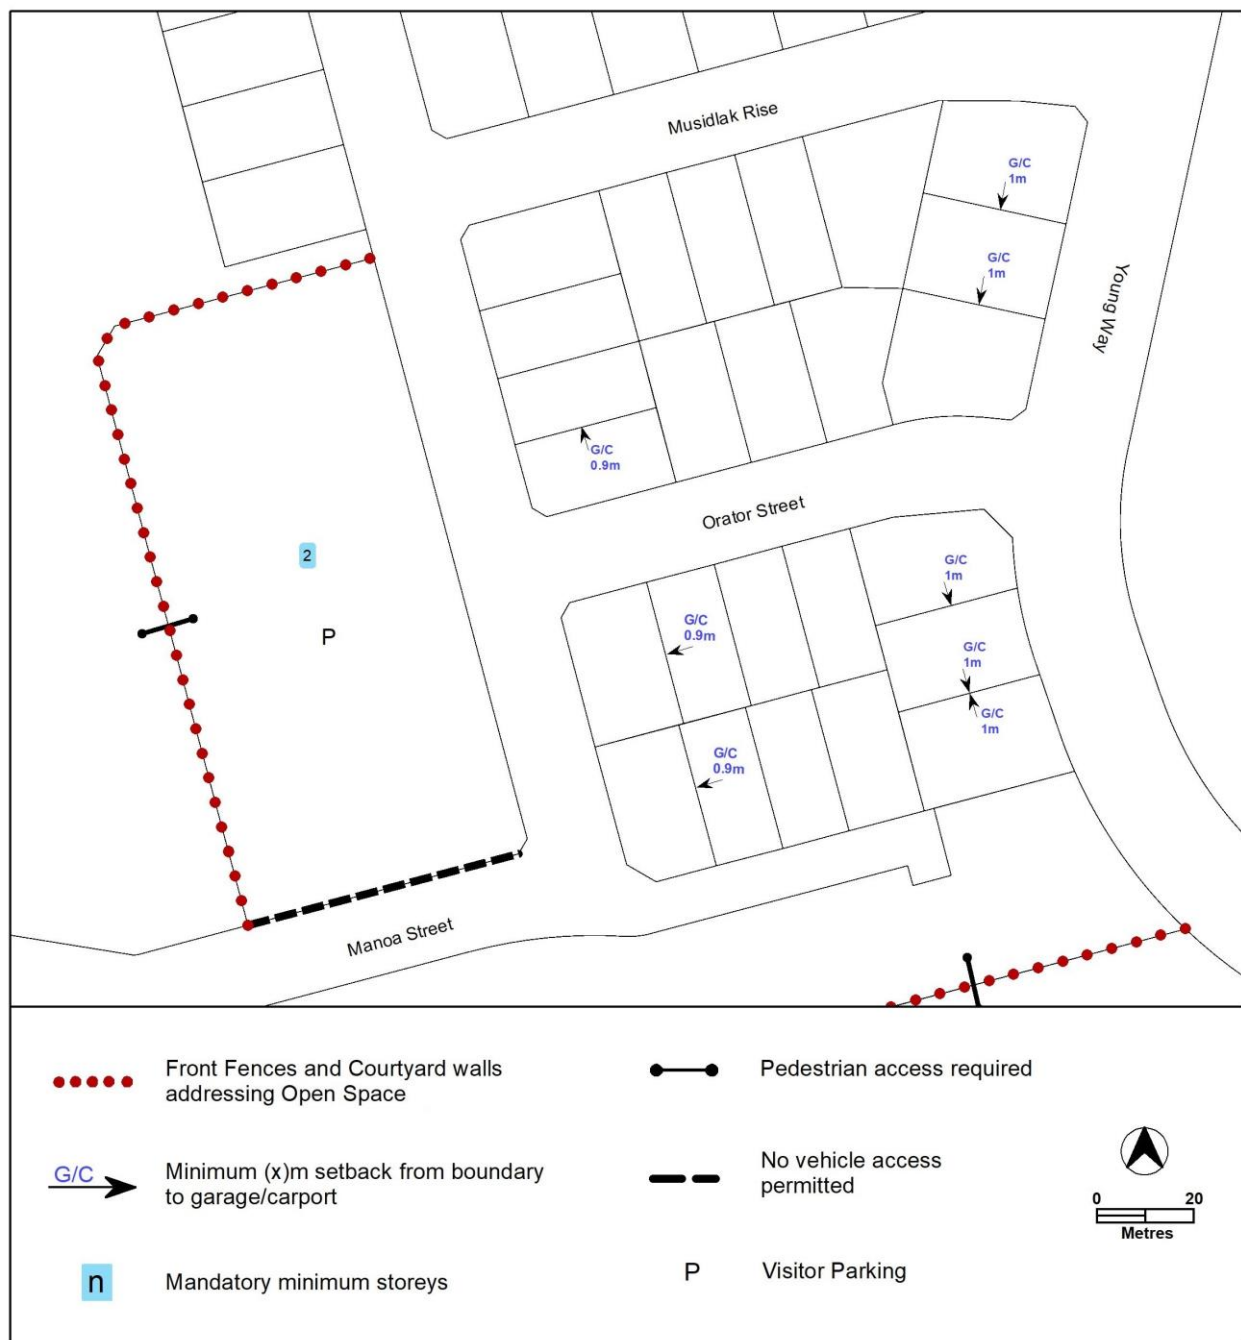 Musidlak Rise
G/C
1m
G/C
1m
Young Way
G/C
0.9m
Orator Street
2
P
G/C
1m
G/C
0.9m
G/C
1m
G/C
1m
G/C
0.9m
Manoa Street
Front Fences and Courtyard walls
addressing Open Space
Pedestrian access required
G/C
Minimum (x)m setback from boundary
to garage/carport
No vehicle access
permitted
0 20
Metres
n
Mandatory minimum storeys
P
Visitor Parking